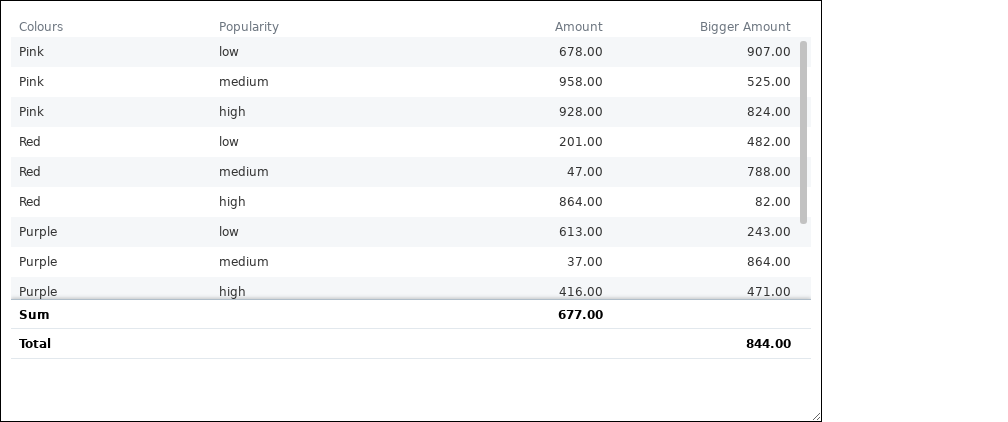 Colours Popularity Amount Bigger Amount
Pink low 678.00 907.00
Pink medium 958.00 525.00
Pink high 928.00 824.00
Red low 201.00 482.00
Red medium 47.00 788.00
Red high 864.00 82.00
Purple low 613.00 243.00
Purple medium 37.00 864.00
Purple high 416.00 471.00
Sum 677.00
Total 844.00